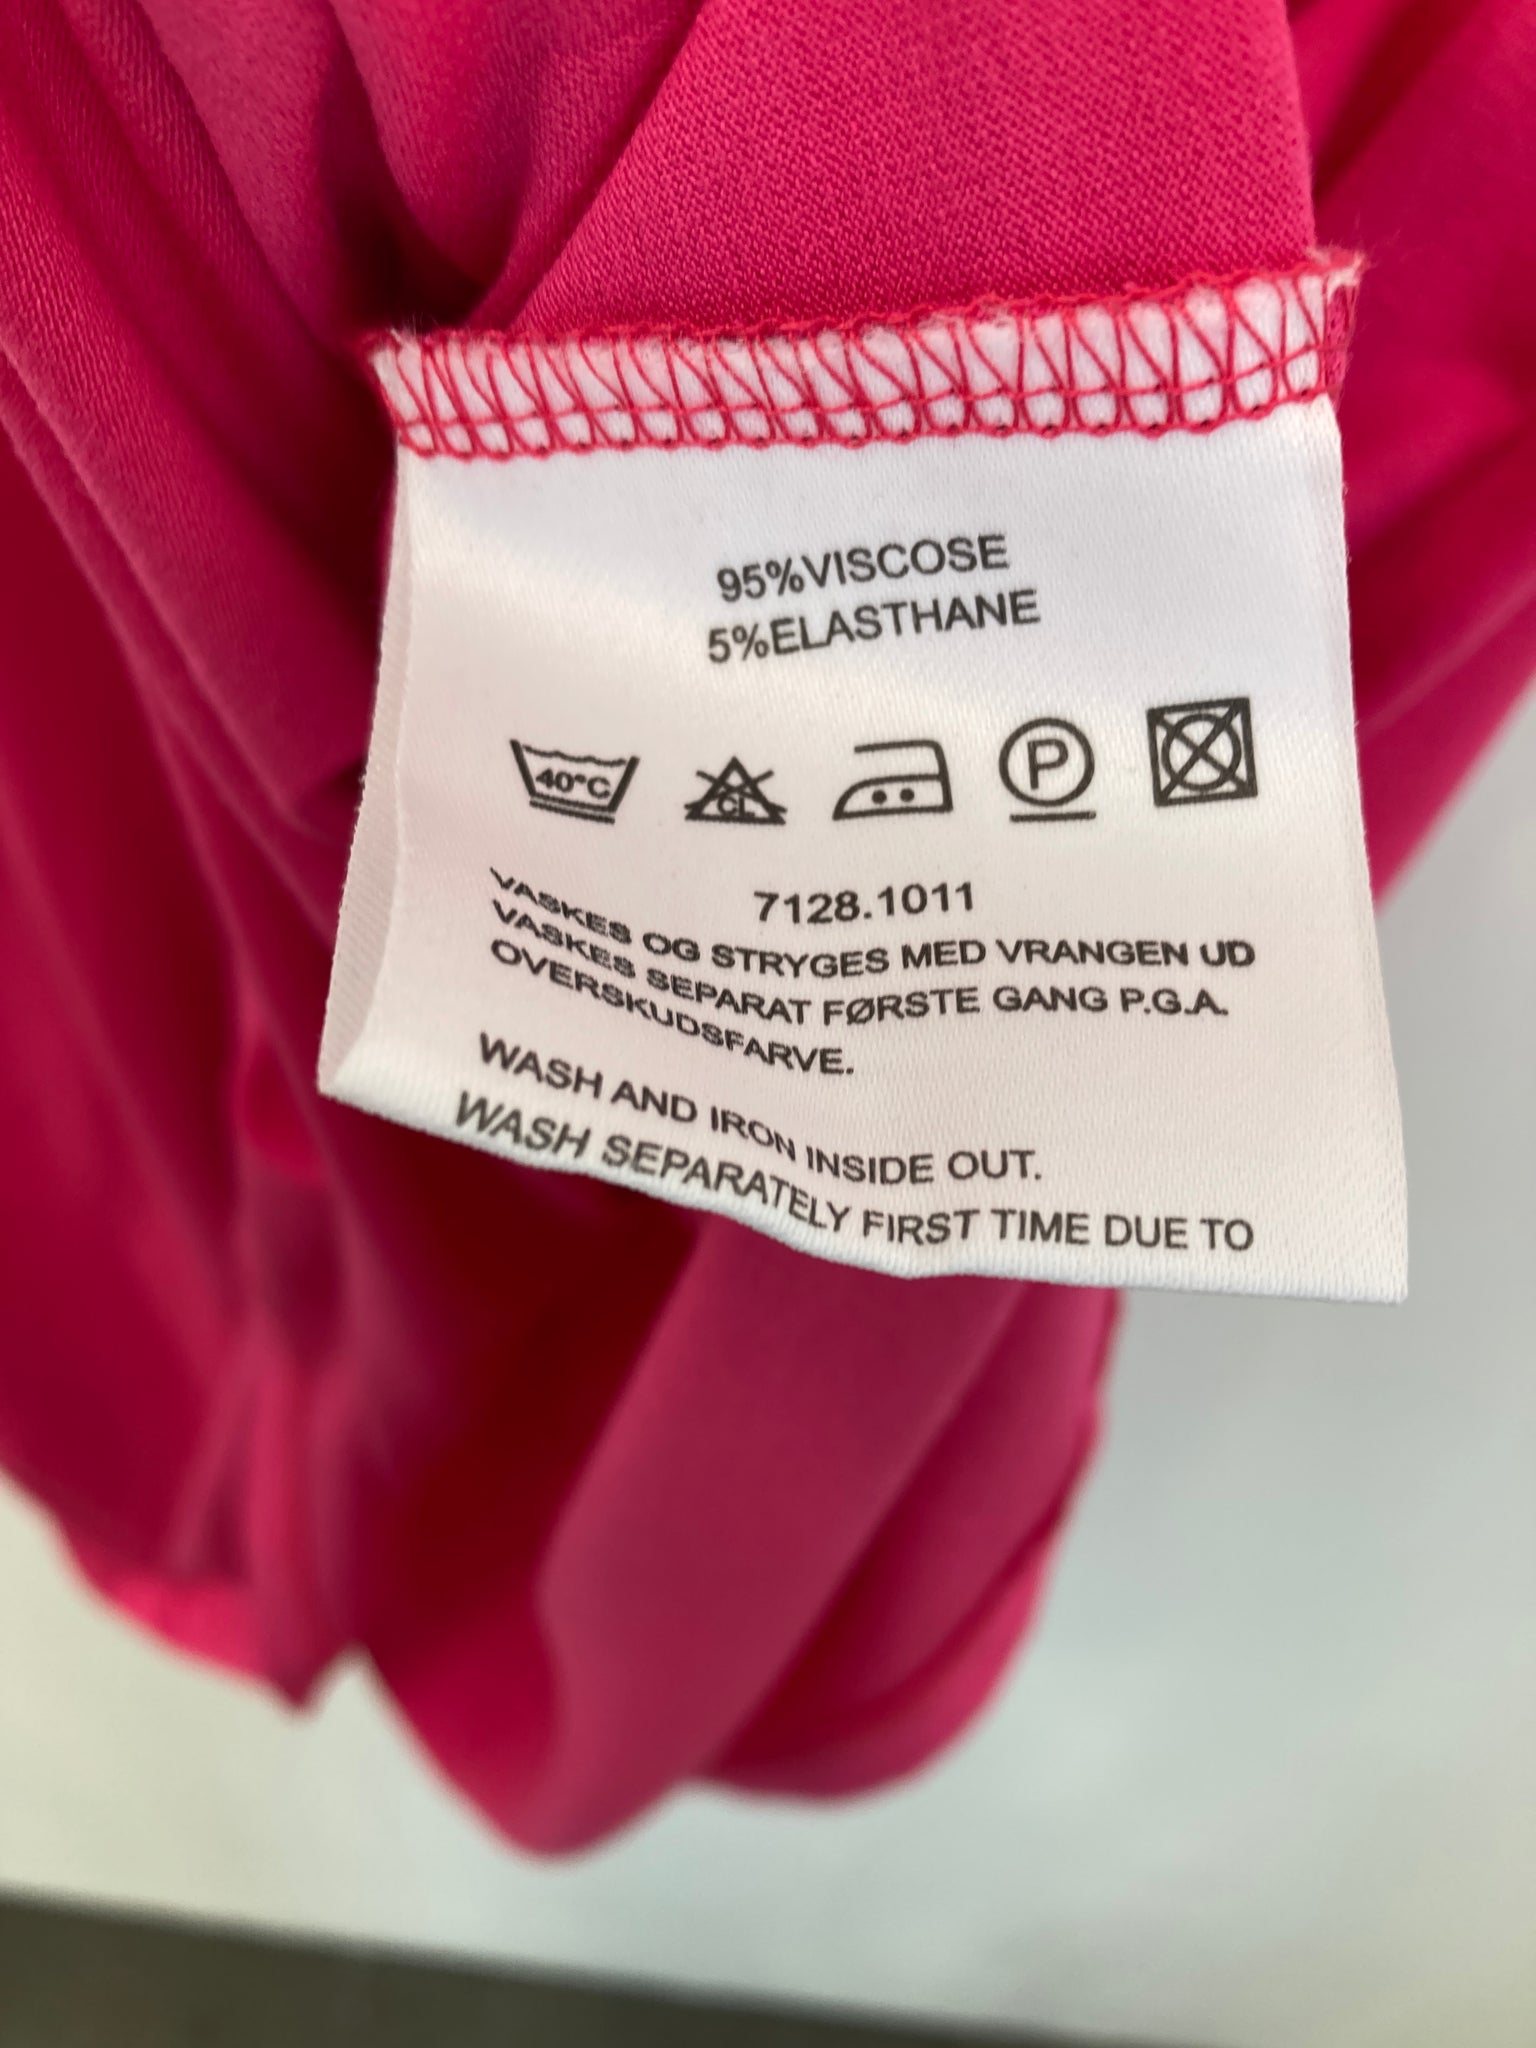 95%VISCOSE
5%ELASTHANE
40°C CL P
7128.1011
VASKES OG STRYGES MED VRANGEN UD
VASKES SEPARAT FØRSTE GANG P.G.A.
OVERSKUDSFARVE.
WASH AND IRON INSIDE OUT.
WASH SEPARATELY FIRST TIME DUE TO